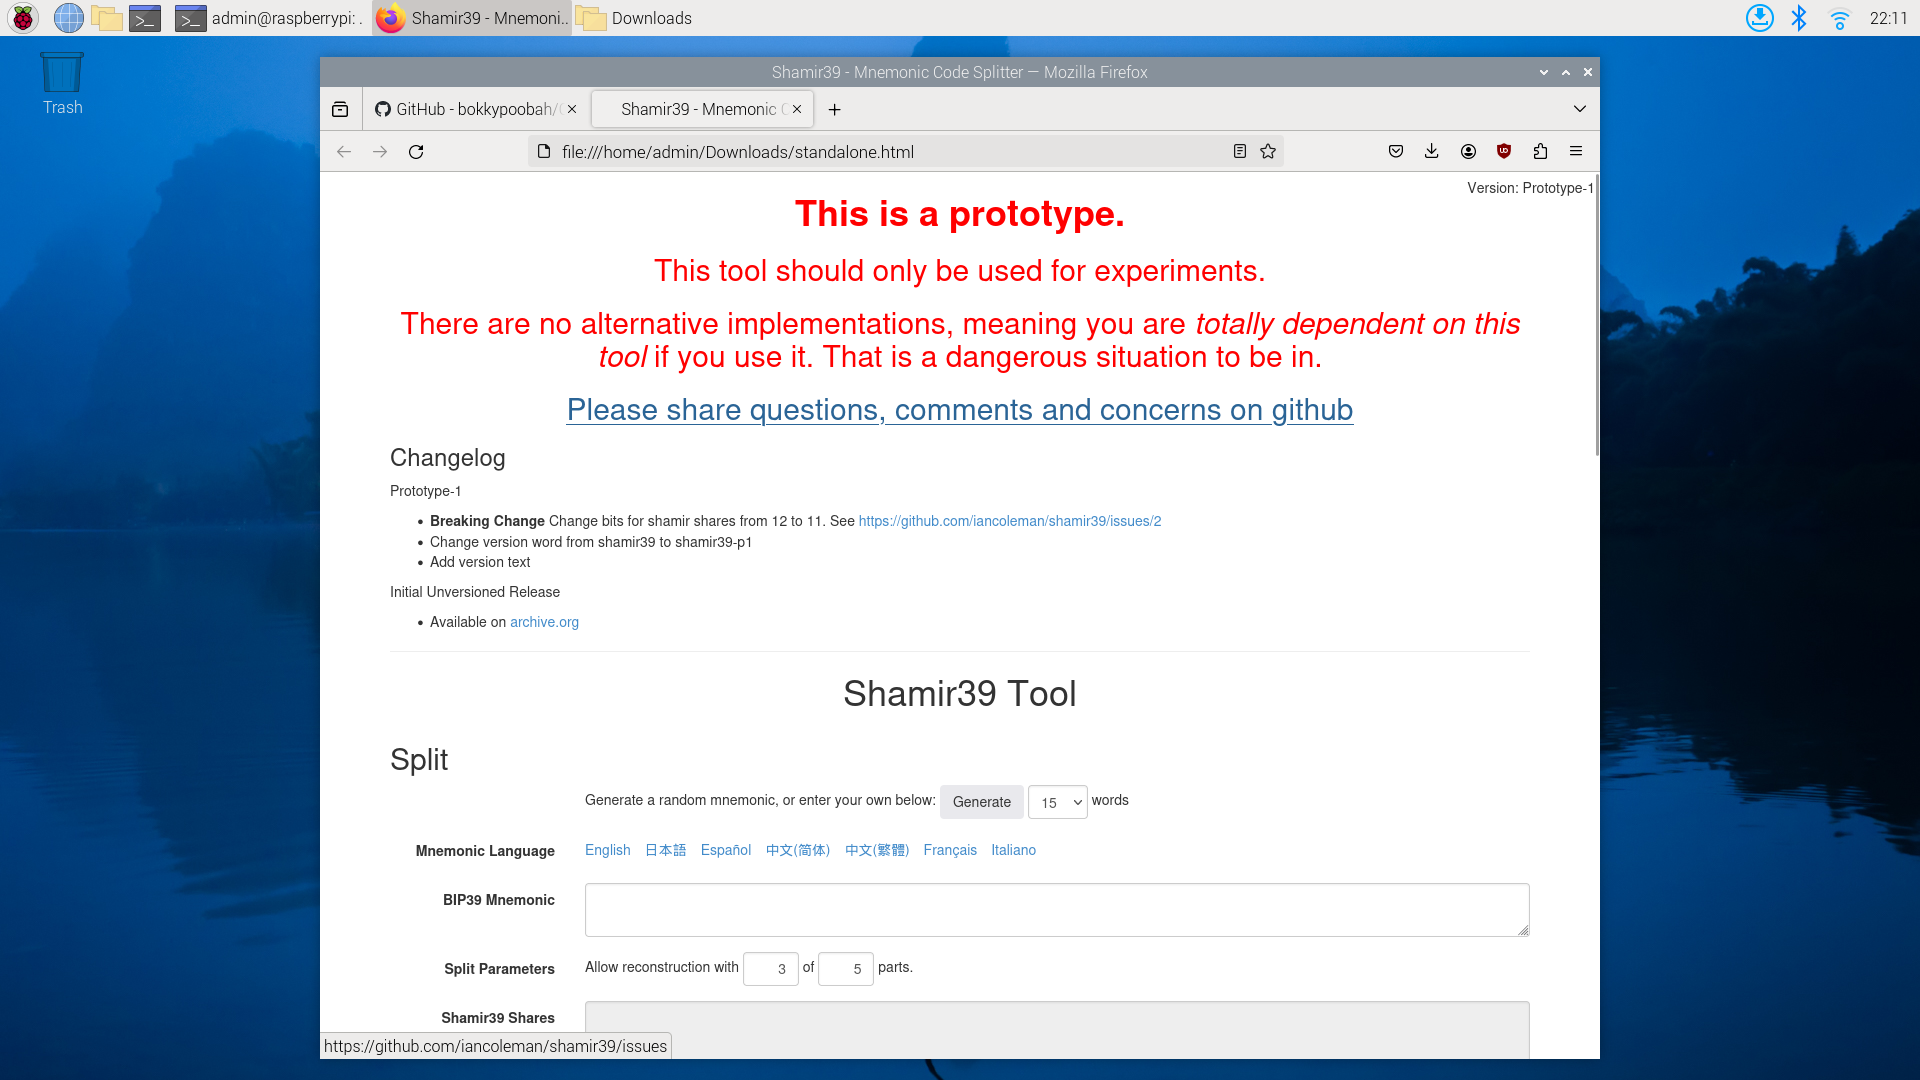 admin@raspberrypi: .
Shamir39 - Mnemoni..
Downloads
22:11
Trash
Shamir39 - Mnemonic Code Splitter — Mozilla Firefox
GitHub - bokkypoobah/
Shamir39 - Mnemonic
file:///home/admin/Downloads/standalone.html
Version: Prototype-1
This is a prototype.
This tool should only be used for experiments.
There are no alternative implementations, meaning you are totally dependent on this
tool if you use it. That is a dangerous situation to be in.
Please share questions, comments and concerns on github
Changelog
Prototype-1
• Breaking Change Change bits for shamir shares from 12 to 11. See https://github.com/iancoleman/shamir39/issues/2
• Change version word from shamir39 to shamir39-p1
• Add version text
Initial Unversioned Release
• Available on archive.org
Shamir39 Tool
Split
Generate a random mnemonic, or enter your own below: Generate 15 words
Mnemonic Language English 日本語 Español 中文(简体) 中文(繁體) Français Italiano
BIP39 Mnemonic
Split Parameters Allow reconstruction with 3 of 5 parts.
Shamir39 Shares
https://github.com/iancoleman/shamir39/issues